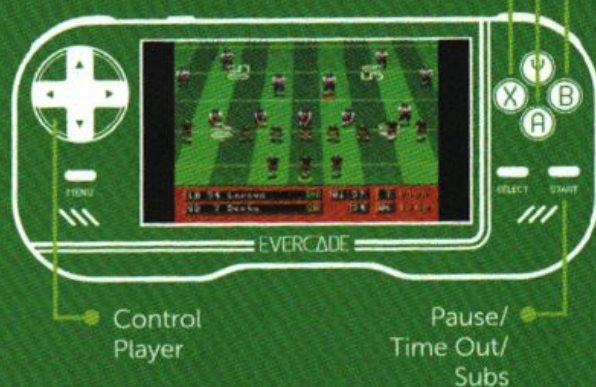 Y
X B
A
MENU
SELECT START
EVERCADE
Control
Player
Pause/
Time Out/
Subs